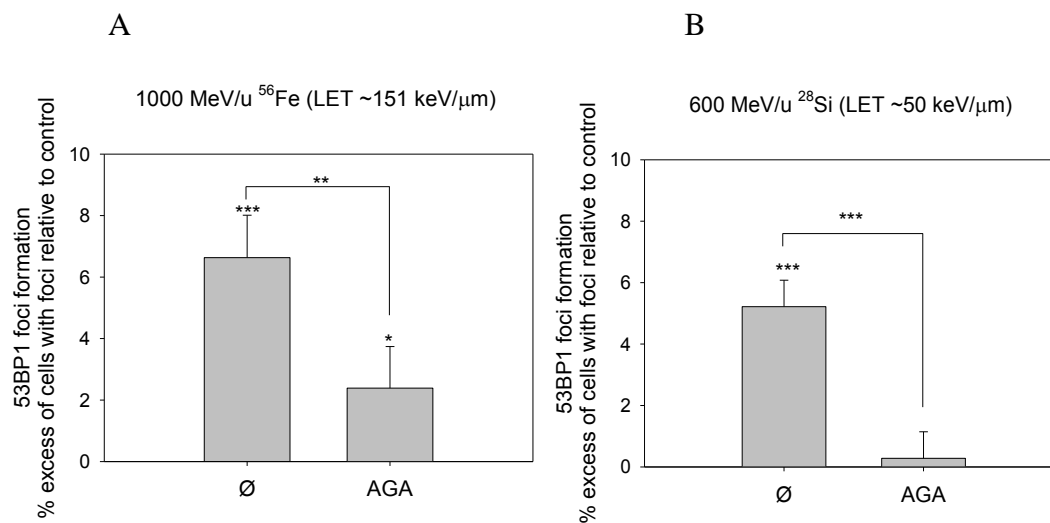 A
1000 MeV/u ⁵⁶Fe (LET ~151 keV/μm)
53BP1 foci formation
% excess of cells with foci relative to control
10
8
6
4
2
0
***
**
*
Ø
AGA
B
600 MeV/u ²⁸Si (LET ~50 keV/μm)
53BP1 foci formation
% excess of cells with foci relative to control
10
8
6
4
2
0
***
***
Ø
AGA